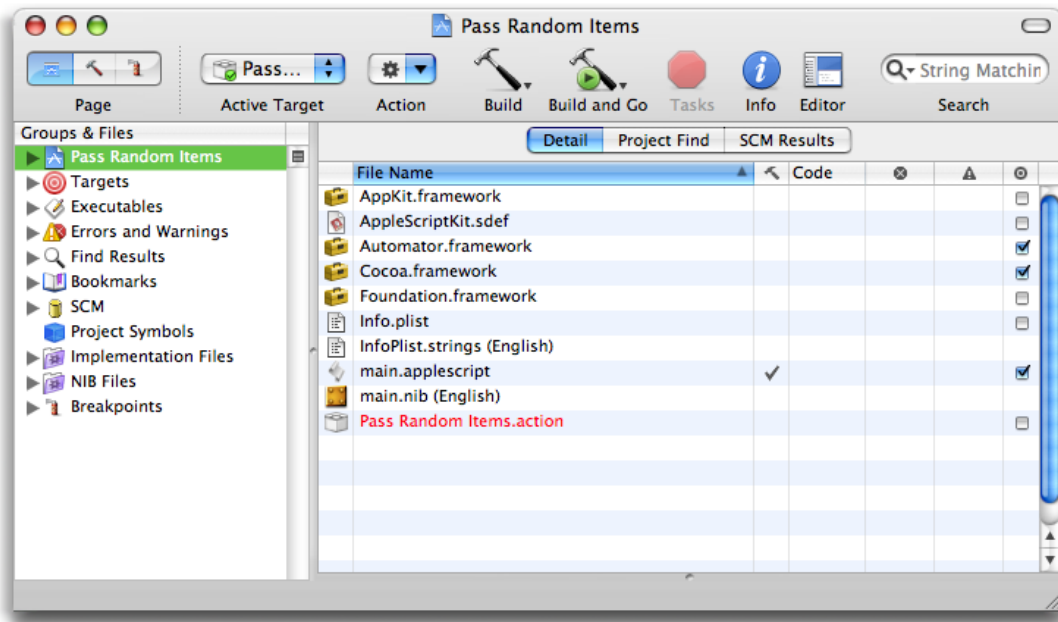 Pass Random Items
Pass...
String Matchin
Page
Active Target
Action
Build
Build and Go
Tasks
Info
Editor
Search
Groups & Files
Pass Random Items
Targets
Executables
Errors and Warnings
Find Results
Bookmarks
SCM
Project Symbols
Implementation Files
NIB Files
Breakpoints
Detail
Project Find
SCM Results
File Name
Code
AppKit.framework
AppleScriptKit.sdef
Automator.framework
Cocoa.framework
Foundation.framework
Info.plist
InfoPlist.strings (English)
main.applescript
main.nib (English)
Pass Random Items.action